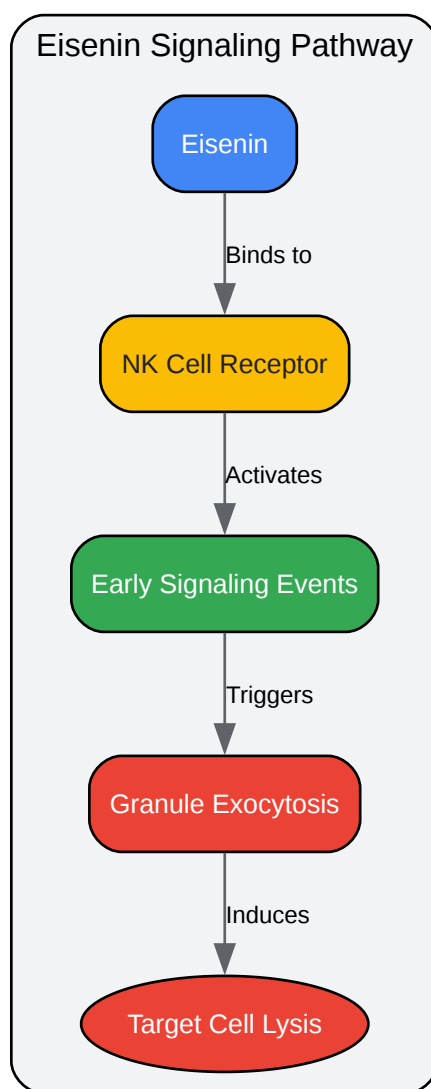 Eisenin Signaling Pathway
Eisenin
Binds to
NK Cell Receptor
Activates
Early Signaling Events
Triggers
Granule Exocytosis
Induces
Target Cell Lysis